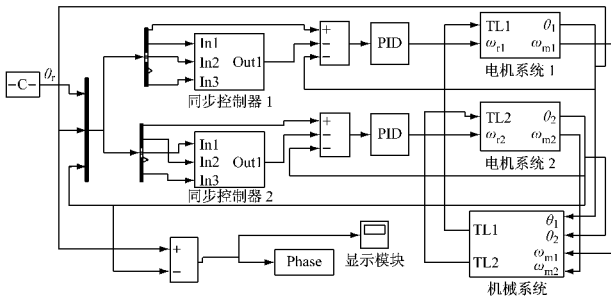 θr
-C-
In1
In2
In3
Out1
同步控制器 1
+
−
−
PID
TL1
ωr1
θ1
ωm1
电机系统 1
In1
In2
In3
Out1
同步控制器 2
+
−
−
PID
TL2
ωr2
θ2
ωm2
电机系统 2
+
−
Phase
显示模块
TL1
TL2
θ1
θ2
ωm1
ωm2
机械系统